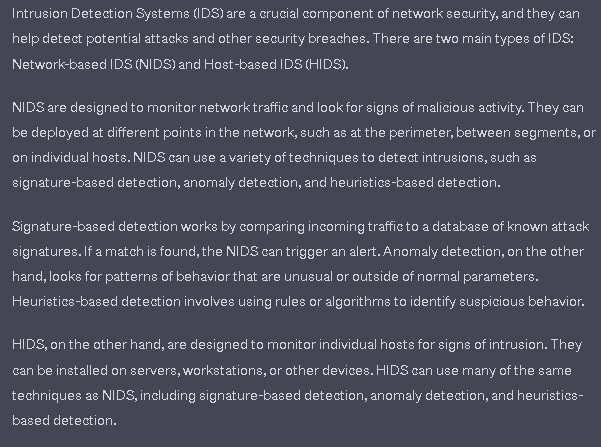 Intrusion Detection Systems (IDS) are a crucial component of network security, and they can
help detect potential attacks and other security breaches. There are two main types of IDS:
Network-based IDS (NIDS) and Host-based IDS (HIDS).
NIDS are designed to monitor network traffic and look for signs of malicious activity. They can
be deployed at different points in the network, such as at the perimeter, between segments, or
on individual hosts. NIDS can use a variety of techniques to detect intrusions, such as
signature-based detection, anomaly detection, and heuristics-based detection.
Signature-based detection works by comparing incoming traffic to a database of known attack
signatures. If a match is found, the NIDS can trigger an alert. Anomaly detection, on the other
hand, looks for patterns of behavior that are unusual or outside of normal parameters.
Heuristics-based detection involves using rules or algorithms to identify suspicious behavior.
HIDS, on the other hand, are designed to monitor individual hosts for signs of intrusion. They
can be installed on servers, workstations, or other devices. HIDS can use many of the same
techniques as NIDS, including signature-based detection, anomaly detection, and heuristics-
based detection.